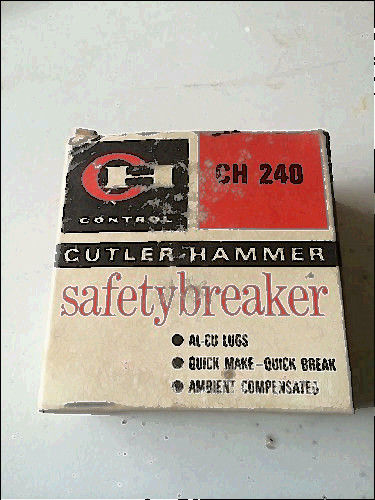 CH 240
CONTROL
CUTLER-HAMMER
safetybreaker
AL-CU LUGS
QUICK MAKE-QUICK BREAK
AMBIENT COMPENSATED